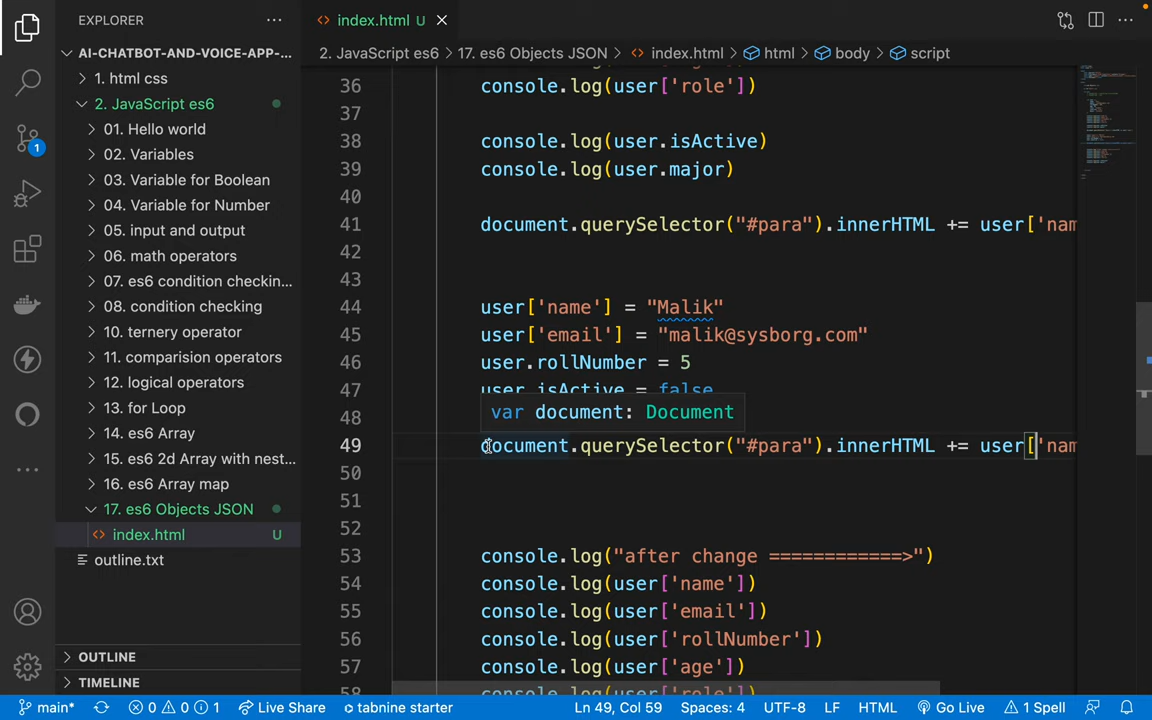 EXPLORER
AI-CHATBOT-AND-VOICE-APP-...
1. html css
2. JavaScript es6
01. Hello world
02. Variables
03. Variable for Boolean
04. Variable for Number
05. input and output
06. math operators
07. es6 condition checkin...
08. condition checking
10. ternery operator
11. comparision operators
12. logical operators
13. for Loop
14. es6 Array
15. es6 2d Array with nest...
16. es6 Array map
17. es6 Objects JSON
index.html U
outline.txt
OUTLINE
TIMELINE
1
index.html U
2. JavaScript es6 > 17. es6 Objects JSON > index.html > html > body > script
36 console.log(user['role'])
37
38 console.log(user.isActive)
39 console.log(user.major)
40
41 document.querySelector("#para").innerHTML += user['nam
42
43
44 user['name'] = "Malik"
45 user['email'] = "malik@sysborg.com"
46 user.rollNumber = 5
47 user.isActive = false
48
var document: Document
49 document.querySelector("#para").innerHTML += user['nam
50
51
52
53 console.log("after change ============>")
54 console.log(user['name'])
55 console.log(user['email'])
56 console.log(user['rollNumber'])
57 console.log(user['age'])
58 console.log(user['role'])
main* 0 0 1 Live Share tabnine starter Ln 49, Col 59 Spaces: 4 UTF-8 LF HTML Go Live 1 Spell